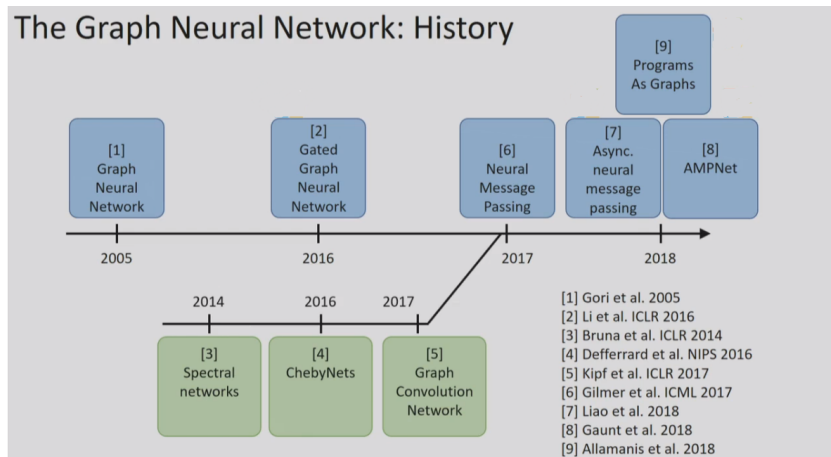 The Graph Neural Network: History
[9]
Programs
As Graphs
[1]
Graph
Neural
Network
[2]
Gated
Graph
Neural
Network
[6]
Neural
Message
Passing
[7]
Async.
neural
message
passing
[8]
AMPNet
2005
2016
2017
2018
2014
2016
2017
[3]
Spectral
networks
[4]
ChebyNets
[5]
Graph
Convolution
Network
[1] Gori et al. 2005
[2] Li et al. ICLR 2016
[3] Bruna et al. ICLR 2014
[4] Defferrard et al. NIPS 2016
[5] Kipf et al. ICLR 2017
[6] Gilmer et al. ICML 2017
[7] Liao et al. 2018
[8] Gaunt et al. 2018
[9] Allamanis et al. 2018